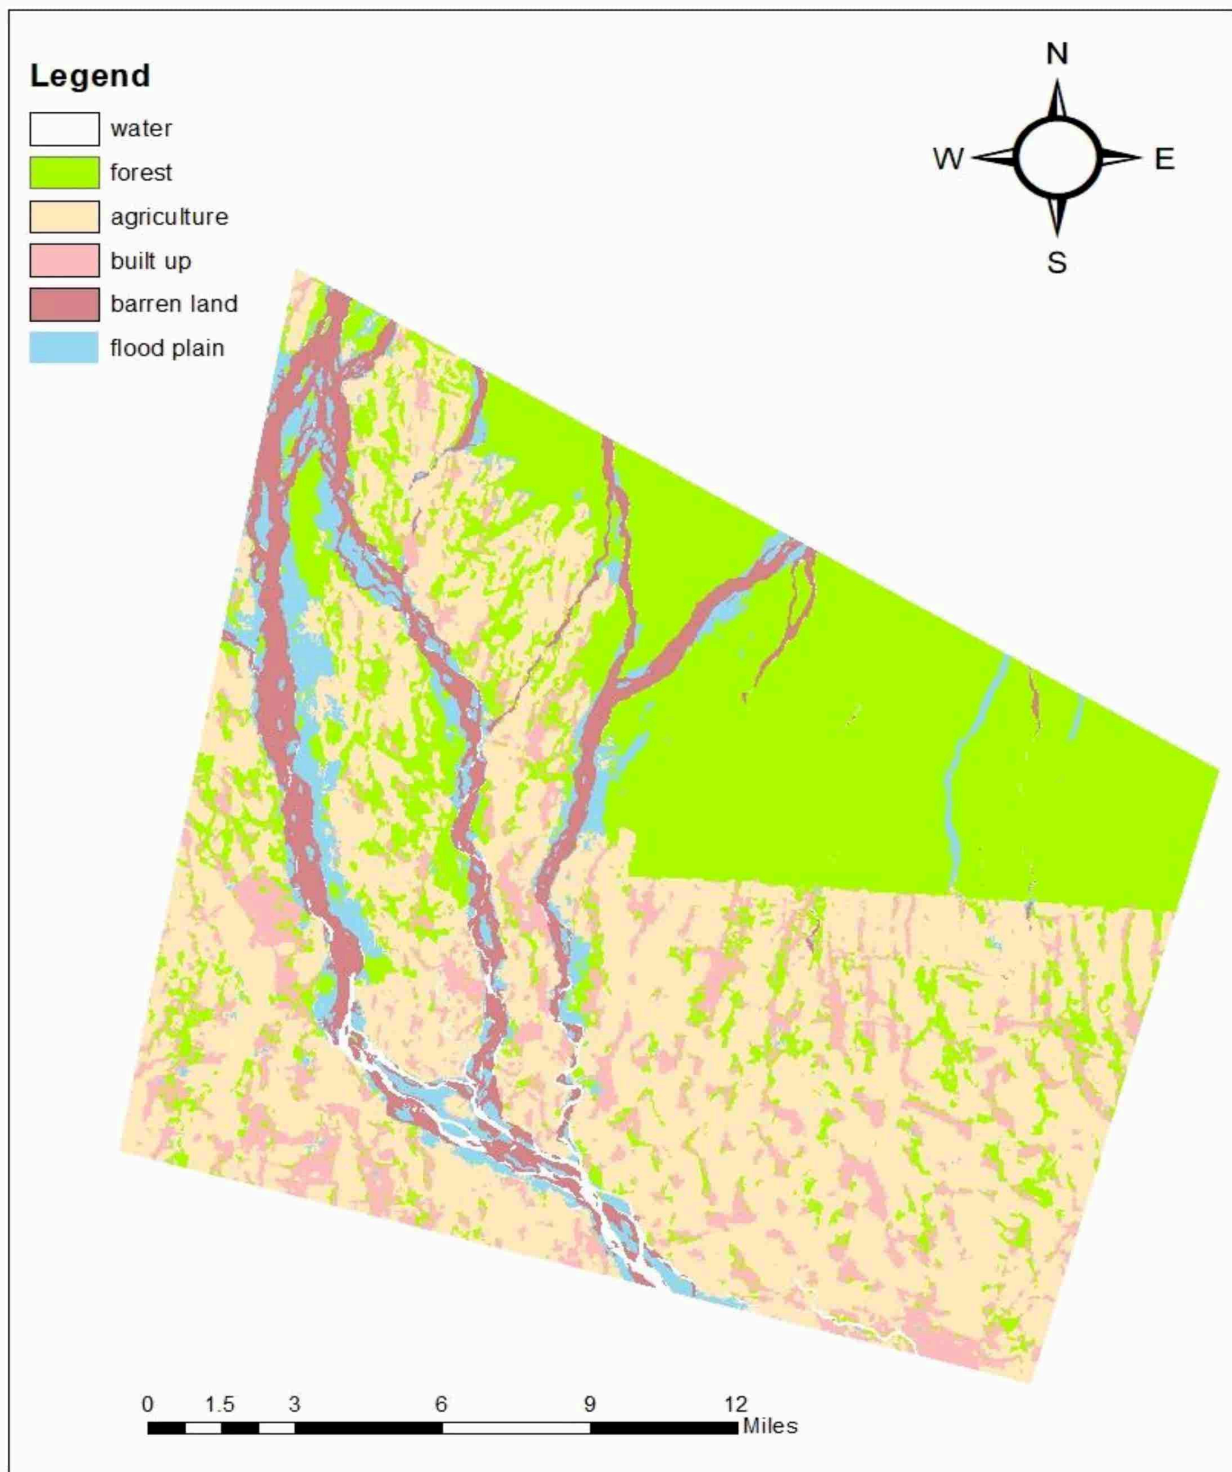 Legend
water
forest
agriculture
built up
barren land
flood plain
N
W E
S
0 1.5 3 6 9 12
Miles